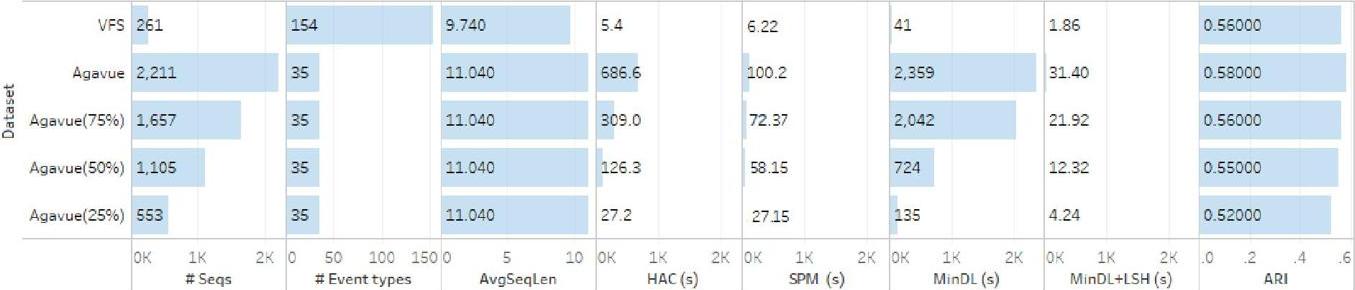 VFS 261 154 9.740 5.4 6.22 41 1.86 0.56000
Agavue 2,211 35 11.040 686.6 100.2 2,359 31.40 0.58000
Agavue(75%) 1,657 35 11.040 309.0 72.37 2,042 21.92 0.56000
Agavue(50%) 1,105 35 11.040 126.3 58.15 724 12.32 0.55000
Agavue(25%) 553 35 11.040 27.2 27.15 135 4.24 0.52000
Dataset
0K 1K 2K 0 50 100 150 0 5 10 0K 1K 2K 0K 1K 2K 0K 1K 2K 0K 1K 2K .0 .2 .4 .6
# Seqs # Event types AvgSeqLen HAC (s) SPM (s) MinDL (s) MinDL+LSH (s) ARI